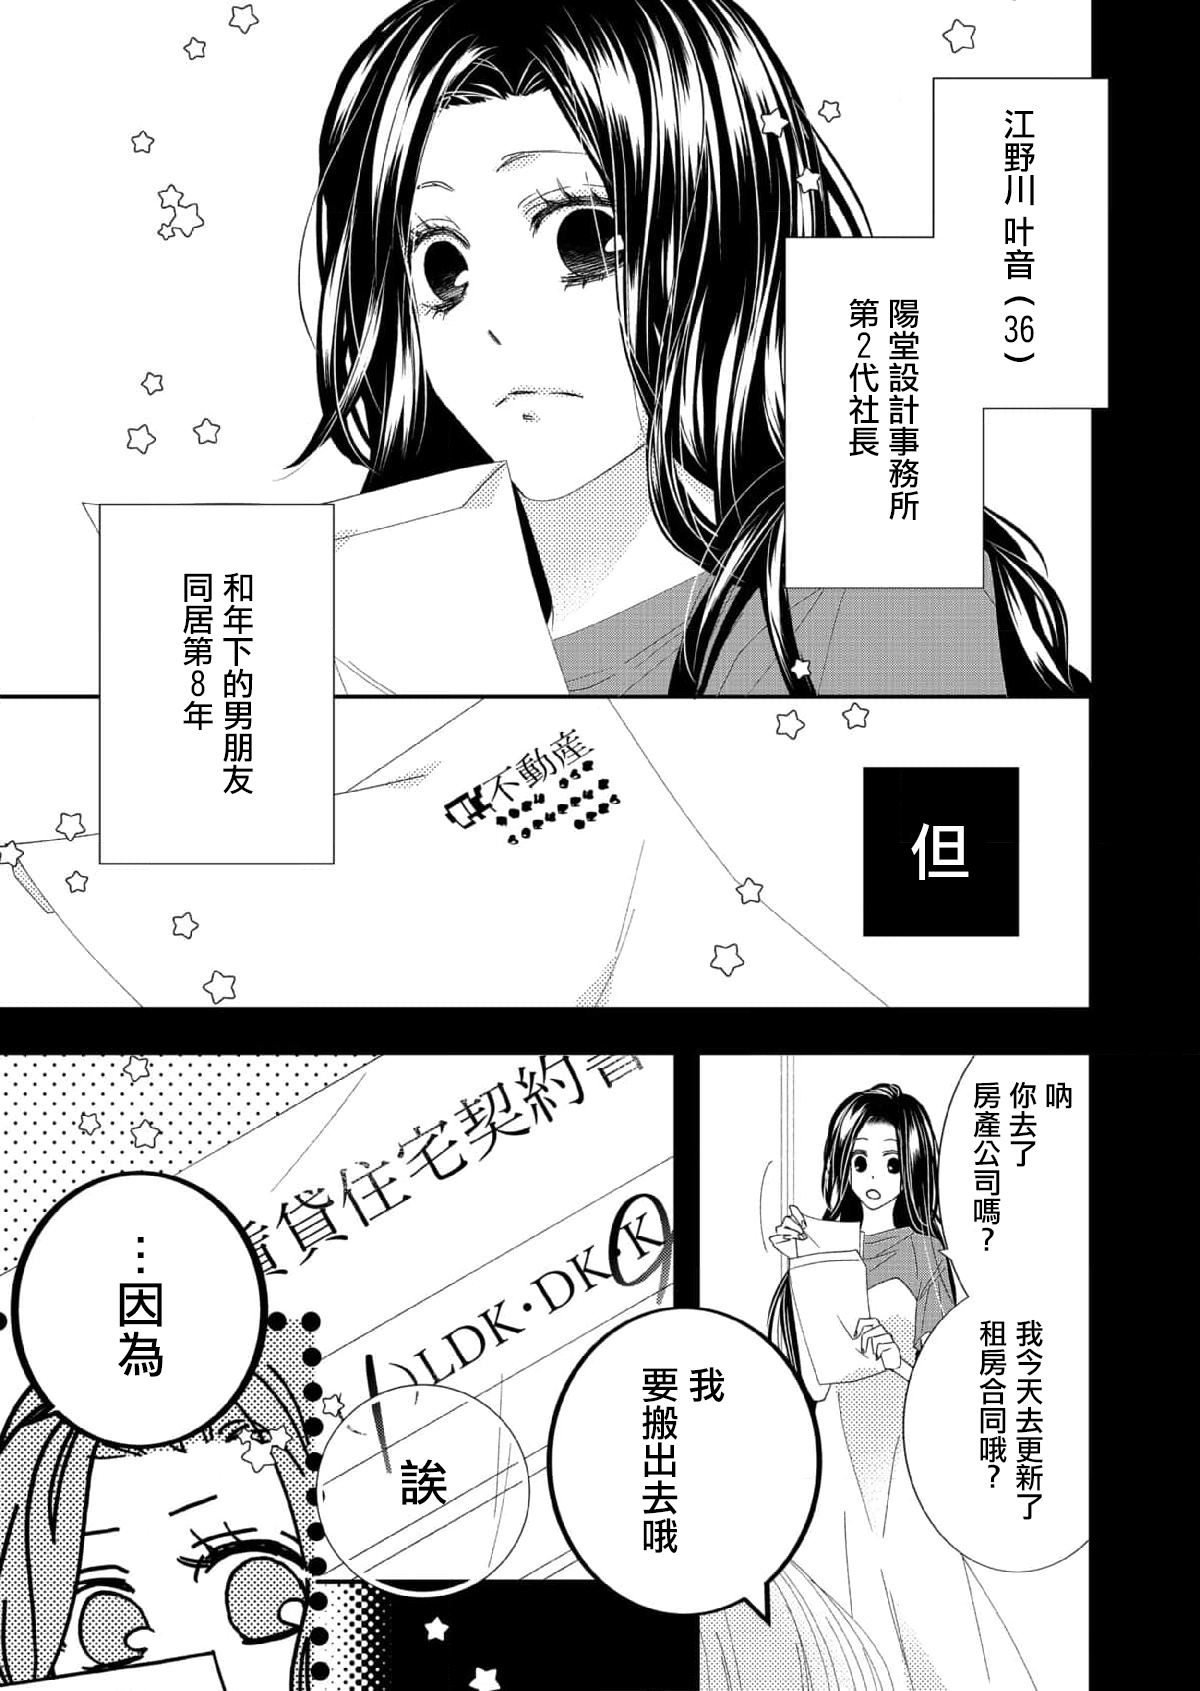 江野川 叶音（36）
陽堂設計事務所
第2代社長
和年下的男朋友
同居第8年
不動産
但
吶
你去了
房產公司嗎？
我今天去更新了
租房合同哦？
我
要搬出去哦
賃貸住宅契約書
LDK・DK・K
誒
…因為